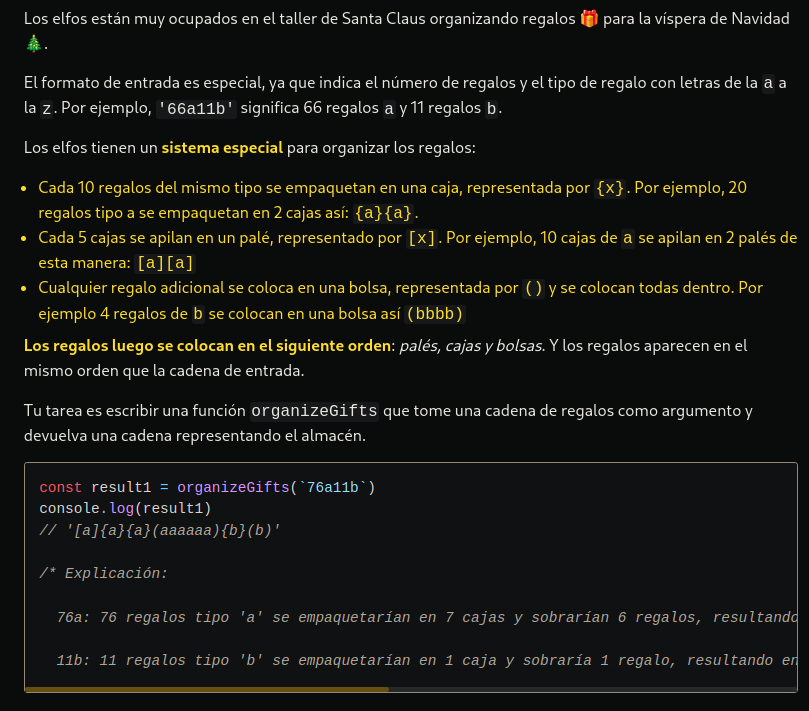 Los elfos están muy ocupados en el taller de Santa Claus organizando regalos 🎁 para la víspera de Navidad
🎄.
El formato de entrada es especial, ya que indica el número de regalos y el tipo de regalo con letras de la a a
la z. Por ejemplo, '66a11b' significa 66 regalos a y 11 regalos b.
Los elfos tienen un sistema especial para organizar los regalos:
• Cada 10 regalos del mismo tipo se empaquetan en una caja, representada por {x}. Por ejemplo, 20
regalos tipo a se empaquetan en 2 cajas así: {a}{a}.
• Cada 5 cajas se apilan en un palé, representado por [x]. Por ejemplo, 10 cajas de a se apilan en 2 palés de
esta manera: [a][a]
• Cualquier regalo adicional se coloca en una bolsa, representada por () y se colocan todas dentro. Por
ejemplo 4 regalos de b se colocan en una bolsa así (bbbb)
Los regalos luego se colocan en el siguiente orden: palés, cajas y bolsas. Y los regalos aparecen en el
mismo orden que la cadena de entrada.
Tu tarea es escribir una función organizeGifts que tome una cadena de regalos como argumento y
devuelva una cadena representando el almacén.
const result1 = organizeGifts(`76a11b`)
console.log(result1)
// '[a]{a}{a}(aaaaaa){b}(b)'
/* Explicación:
76a: 76 regalos tipo 'a' se empaquetarían en 7 cajas y sobrarían 6 regalos, resultando
11b: 11 regalos tipo 'b' se empaquetarían en 1 caja y sobraría 1 regalo, resultando en